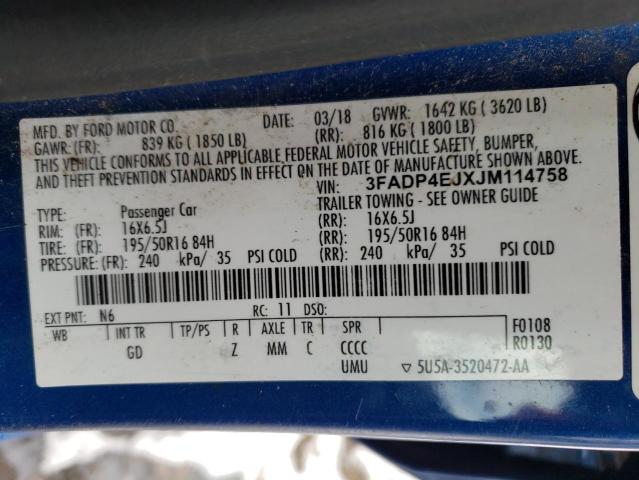 MFD. BY FORD MOTOR CO.
DATE: 03/18 GVWR: 1642 KG ( 3620 LB)
GAWR: (FR): 839 KG ( 1850 LB) (RR): 816 KG ( 1800 LB)
THIS VEHICLE CONFORMS TO ALL APPLICABLE FEDERAL MOTOR VEHICLE SAFETY, BUMPER,
AND THEFT PREVENTION STANDARDS IN EFFECT ON THE DATE OF MANUFACTURE SHOWN ABOVE.
VIN: 3FADP4EJXJM114758
TYPE: Passenger Car TRAILER TOWING - SEE OWNER GUIDE
RIM: (FR): 16X6.5J (RR): 16X6.5J
TIRE: (FR): 195/50R16 84H (RR): 195/50R16 84H
PRESSURE: (FR): 240 kPa/ 35 PSI COLD (RR): 240 kPa/ 35 PSI COLD
EXT PNT: N6 RC: 11 DSO:
WB INT TR TP/PS R AXLE TR SPR F0108
GD Z MM C CCCC R0130
UMU ▽ 5U5A-3520472-AA